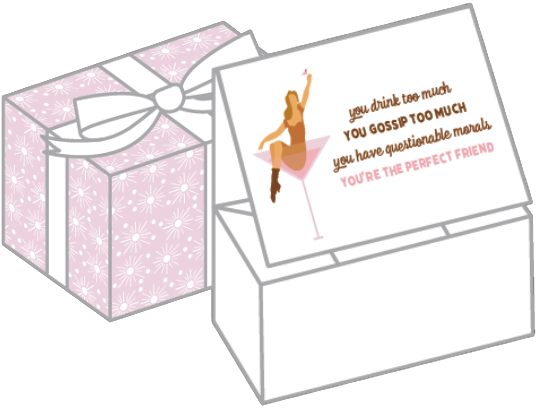 you drink too much
YOU GOSSIP TOO MUCH
you have questionable morals
YOU'RE THE PERFECT FRIEND